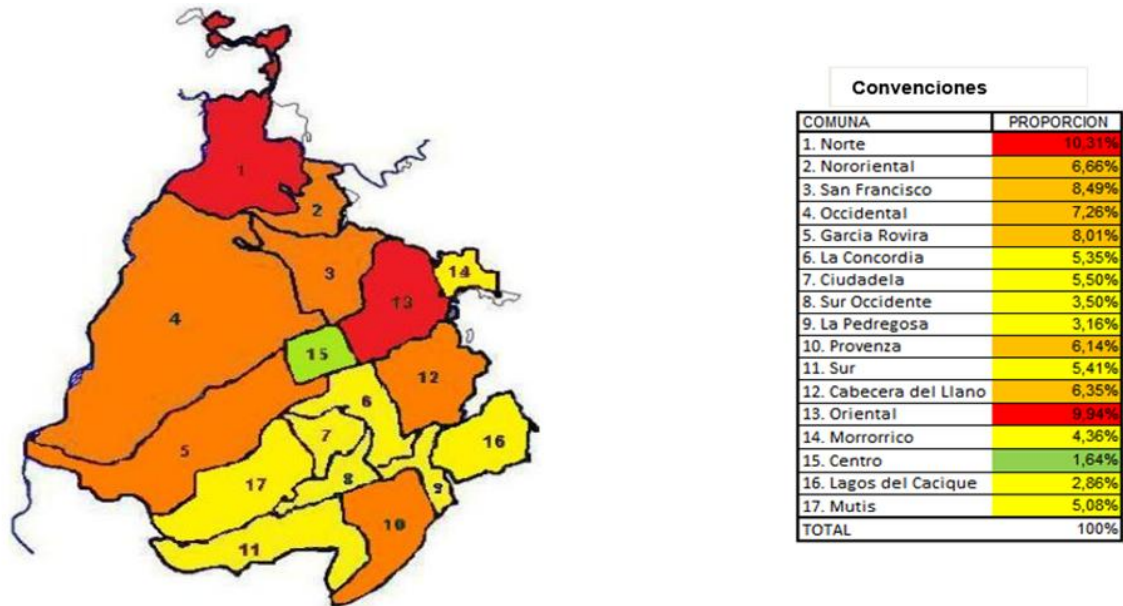 1
2
3
14
13
4
15
12
6
7
16
5
17
8
9
10
11
Convenciones
COMUNA PROPORCION
1. Norte 10,31%
2. Nororiental 6,66%
3. San Francisco 8,49%
4. Occidental 7,26%
5. Garcia Rovira 8,01%
6. La Concordia 5,35%
7. Ciudadela 5,50%
8. Sur Occidente 3,50%
9. La Pedregosa 3,16%
10. Provenza 6,14%
11. Sur 5,41%
12. Cabecera del Llano 6,35%
13. Oriental 9,94%
14. Morrorrico 4,36%
15. Centro 1,64%
16. Lagos del Cacique 2,86%
17. Mutis 5,08%
TOTAL 100%